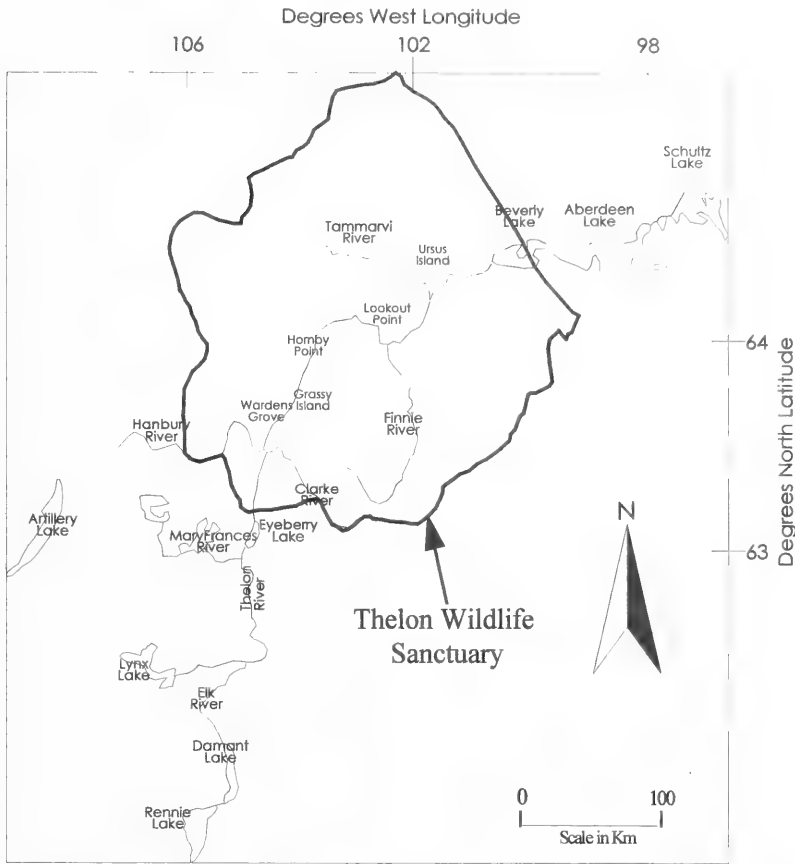 Degrees West Longitude
106
102
98
Schultz
Lake
Beverly
Lake
Aberdeen
Lake
Tammarvi
River
Ursus
Island
Lookout
Point
Hornby
Point
64
Grassy
Island
Wardens
Grove
Finnie
River
Hanbury
River
Clarke
River
Artillery
Lake
MaryFrances
River
Eyeberry
Lake
N
63
Degrees North Latitude
Thelon
River
Thelon Wildlife
Sanctuary
Lynx
Lake
Elk
River
Damant
Lake
Rennie
Lake
0
100
Scale in Km